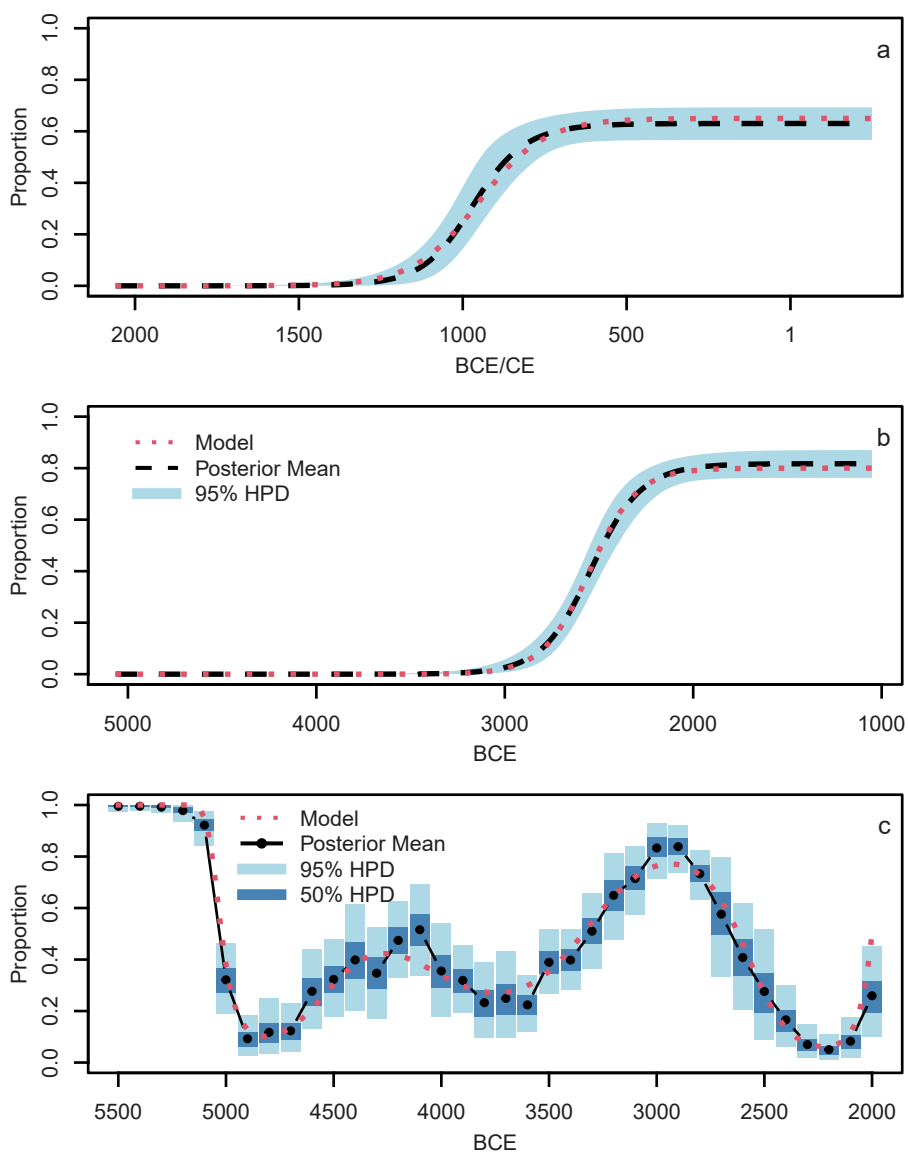 a
1.0
0.8
0.6
0.4
0.2
0.0
Proportion
2000 1500 1000 500 1
BCE/CE
b
1.0
0.8
0.6
0.4
0.2
0.0
Proportion
Model
Posterior Mean
95% HPD
5000 4000 3000 2000 1000
BCE
c
1.0
0.8
0.6
0.4
0.2
0.0
Proportion
Model
Posterior Mean
95% HPD
50% HPD
5500 5000 4500 4000 3500 3000 2500 2000
BCE